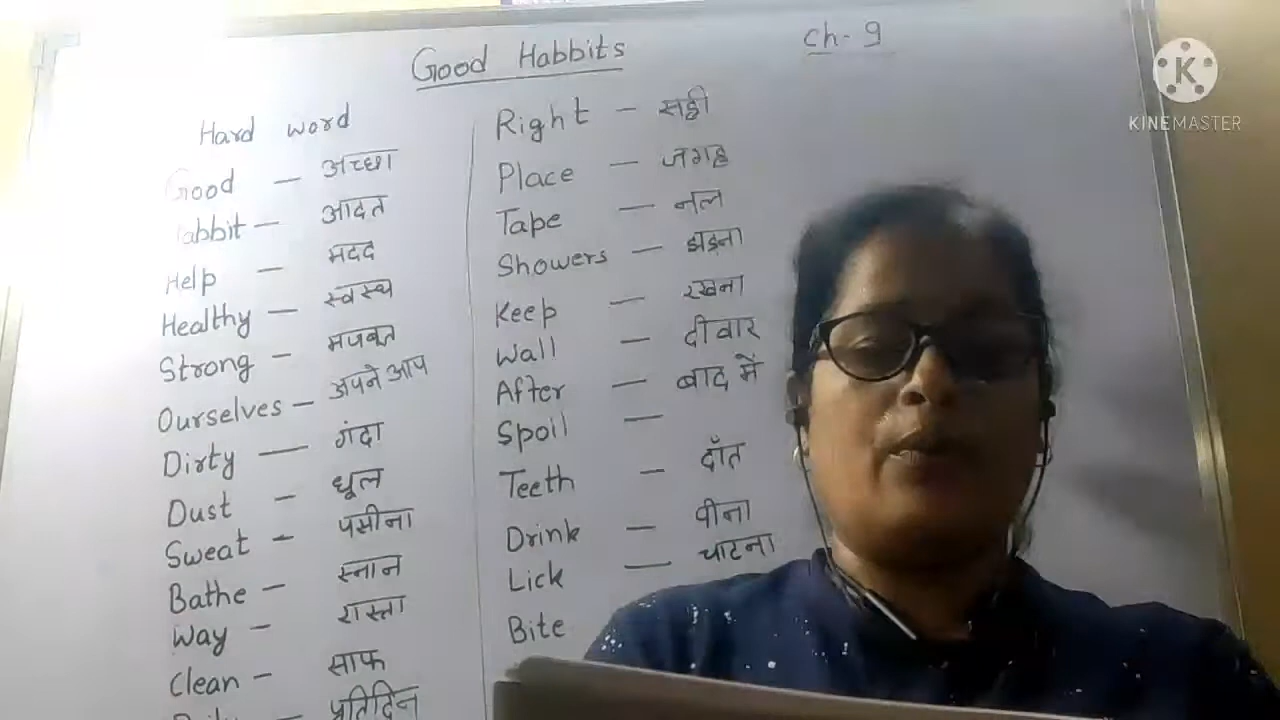 Good Habbits
Ch- 9
KINEMASTER
Hard word
Good — अच्छा
abbit — आदत
Help — मदद
Healthy — स्वस्थ
Strong — मजबूत
Ourselves — अपने आप
Dirty — गंदा
Dust - धूल
Sweat - पसीना
Bathe - स्नान
Way - रास्ता
Clean - साफ
प्रतिदिन
Right - सही
Place — जगह
Tape — नल
Showers — झड़ना
Keep — रखना
Wall — दीवार
After — बाद में
Spoil —
Teeth — दाँत
Drink — पीना
Lick — चाटना
Bite